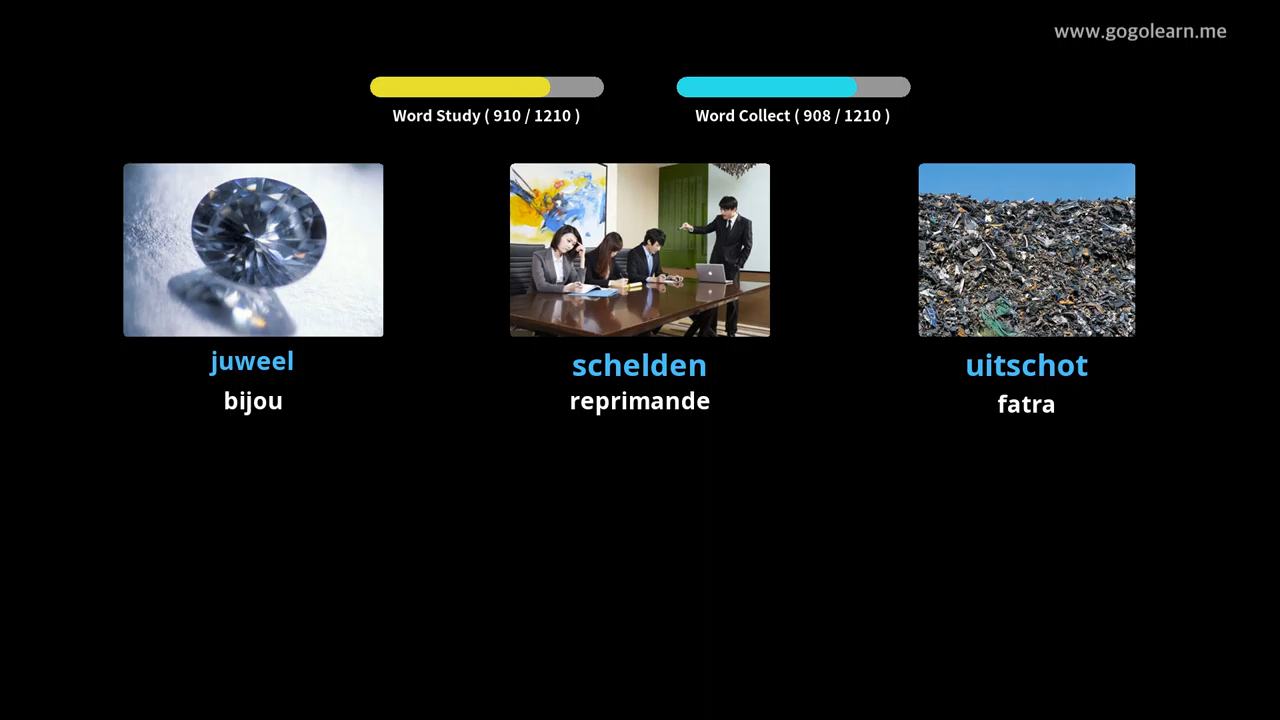 www.gogolearn.me
Word Study ( 910 / 1210 )
Word Collect ( 908 / 1210 )
juweel
bijou
schelden
reprimande
uitschot
fatra